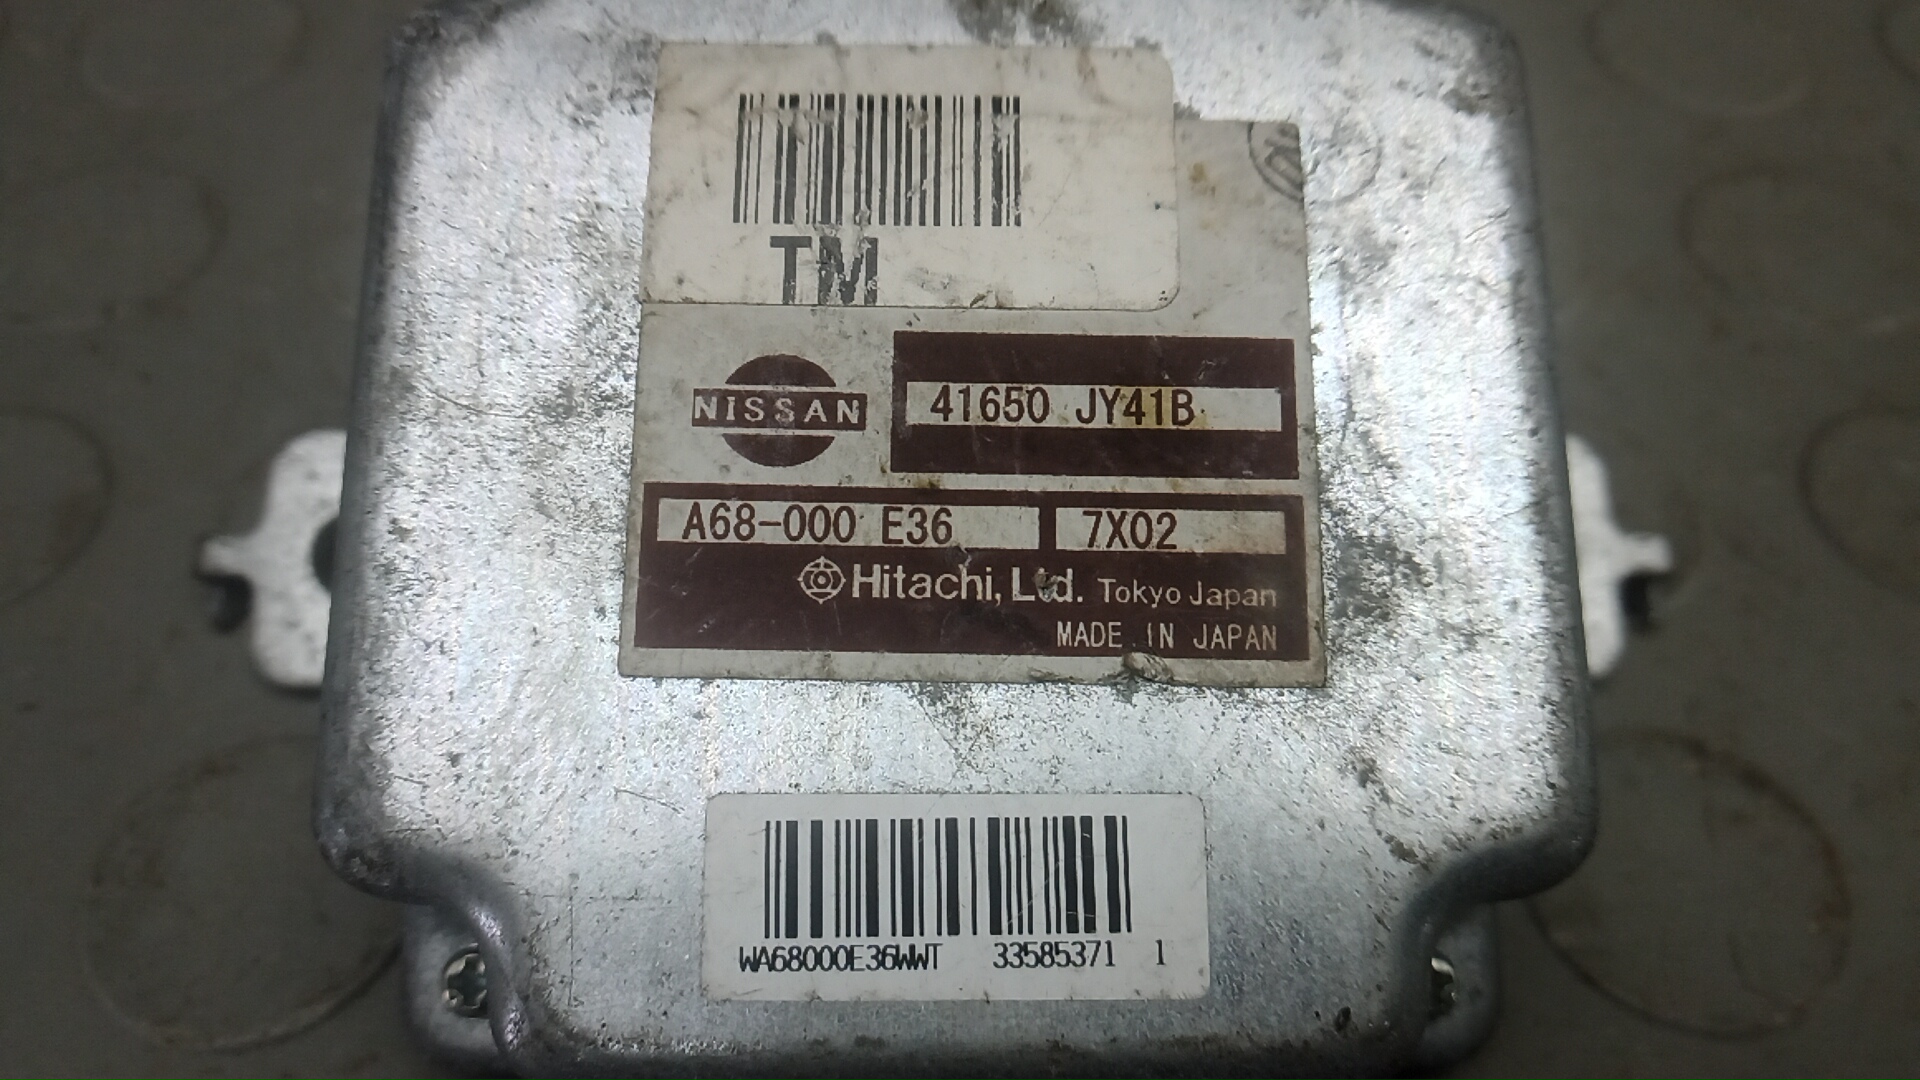 TM
NISSAN
41650 JY41B
A68-000 E36 7X02
Hitachi, Ltd. Tokyo Japan
MADE IN JAPAN
WA68000E36WWT 33585371 1